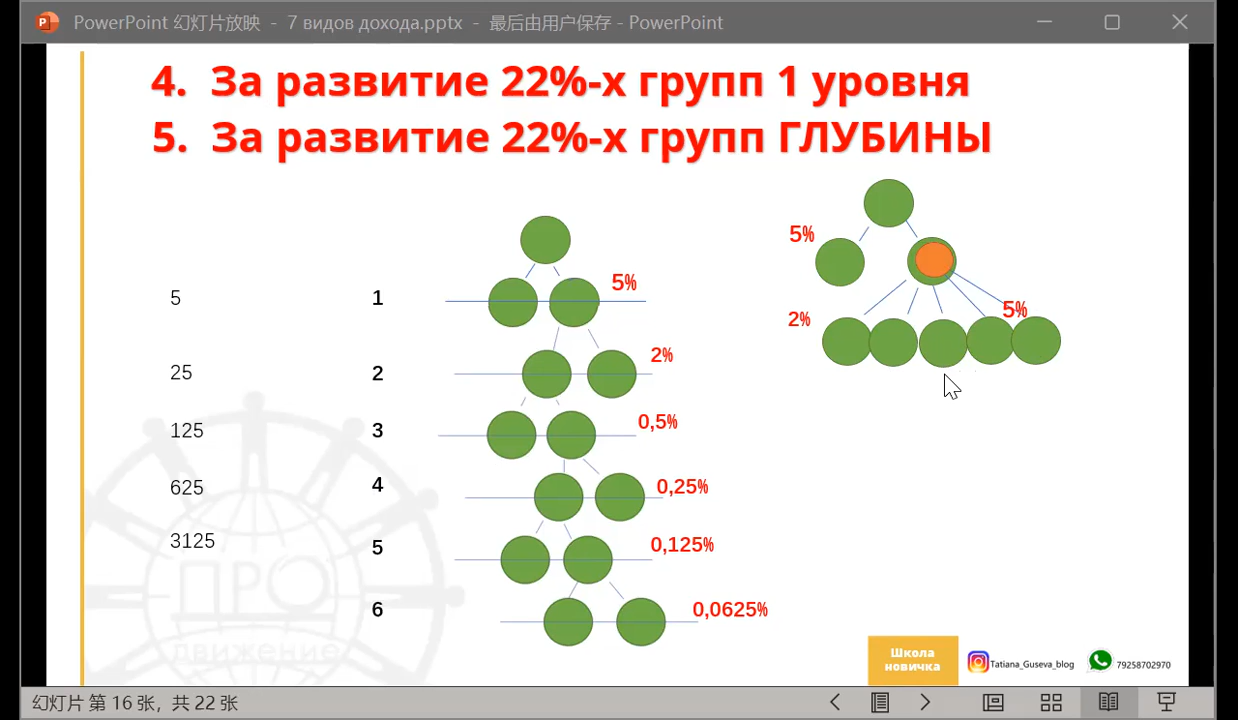 PowerPoint 幻灯片放映 - 7 видов дохода.pptx - 最后由用户保存 - PowerPoint
4. За развитие 22%-х групп 1 уровня
5. За развитие 22%-х групп ГЛУБИНЫ
5%
5%
2%
5%
5 1 5%
25 2 2%
125 3 0,5%
625 4 0,25%
3125 5 0,125%
6 0,0625%
ПРО
движение
Школа
новичка
Tatiana_Guseva_blog
79258702970
幻灯片 第 16 张，共 22 张